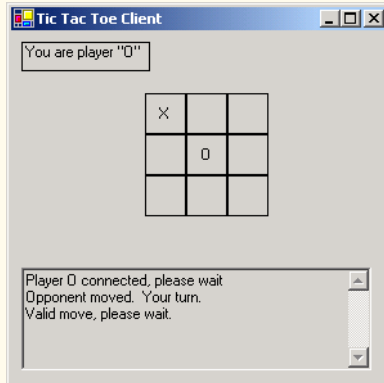 Tic Tac Toe Client
You are player "O"
X
O
Player O connected, please wait
Opponent moved.  Your turn.
Valid move, please wait.